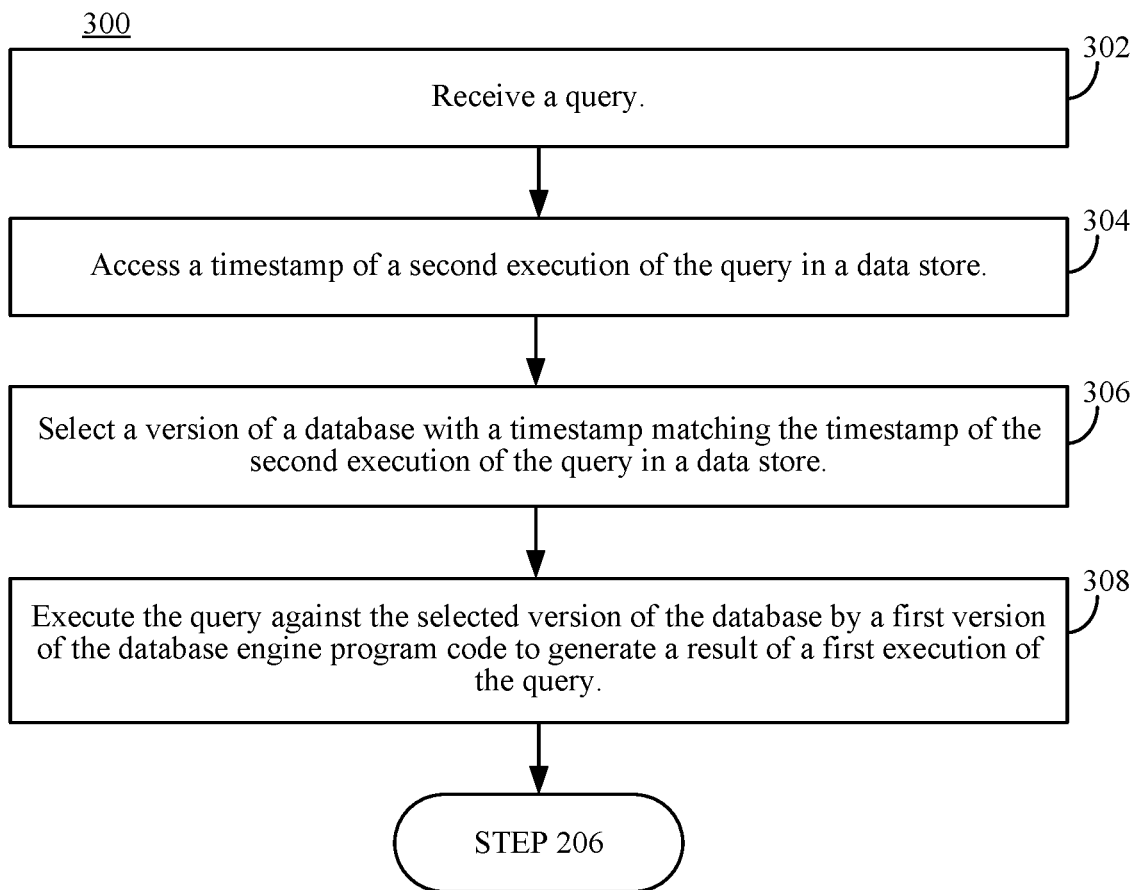 300
302
Receive a query.
304
Access a timestamp of a second execution of the query in a data store.
306
Select a version of a database with a timestamp matching the timestamp of the
second execution of the query in a data store.
308
Execute the query against the selected version of the database by a first version
of the database engine program code to generate a result of a first execution of
the query.
STEP 206